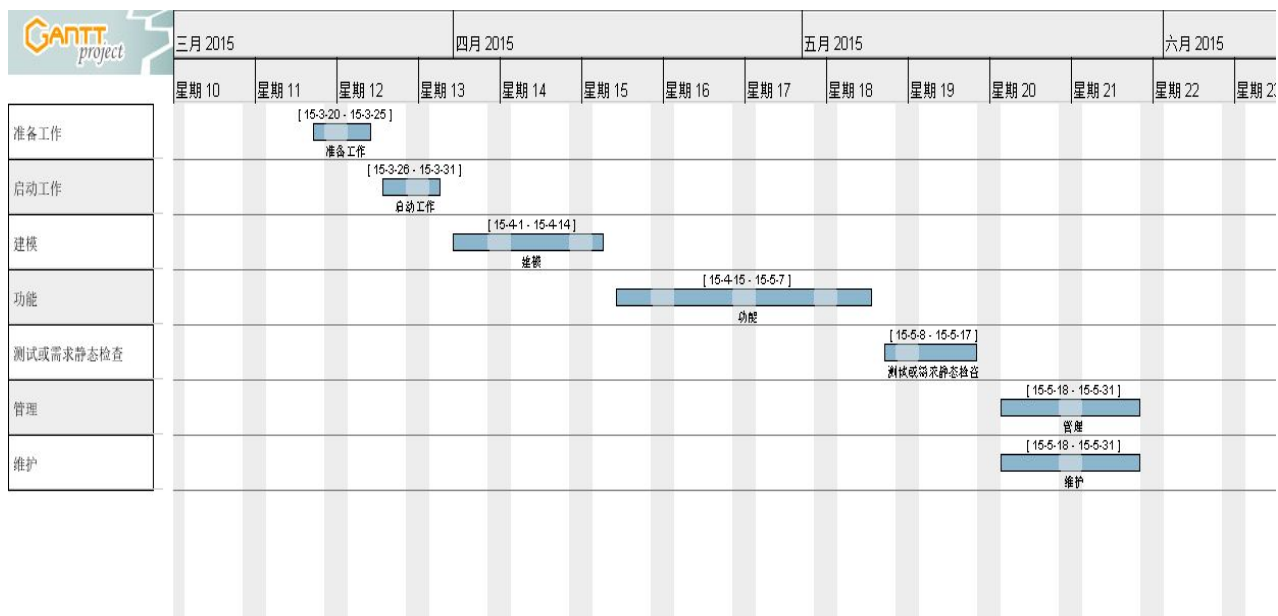 GANTT
project
三月 2015
四月 2015
五月 2015
六月 2015
星期 10
星期 11
星期 12
星期 13
星期 14
星期 15
星期 16
星期 17
星期 18
星期 19
星期 20
星期 21
星期 22
星期 23
准备工作
[ 15-3-20 - 15-3-25 ]
准备工作
启动工作
[ 15-3-26 - 15-3-31 ]
启动工作
建模
[ 15-4-1 - 15-4-14 ]
建模
功能
[ 15-4-15 - 15-5-7 ]
功能
测试或需求静态检查
[ 15-5-8 - 15-5-17 ]
测试或需求静态检查
管理
[ 15-5-18 - 15-5-31 ]
管理
维护
[ 15-5-18 - 15-5-31 ]
维护